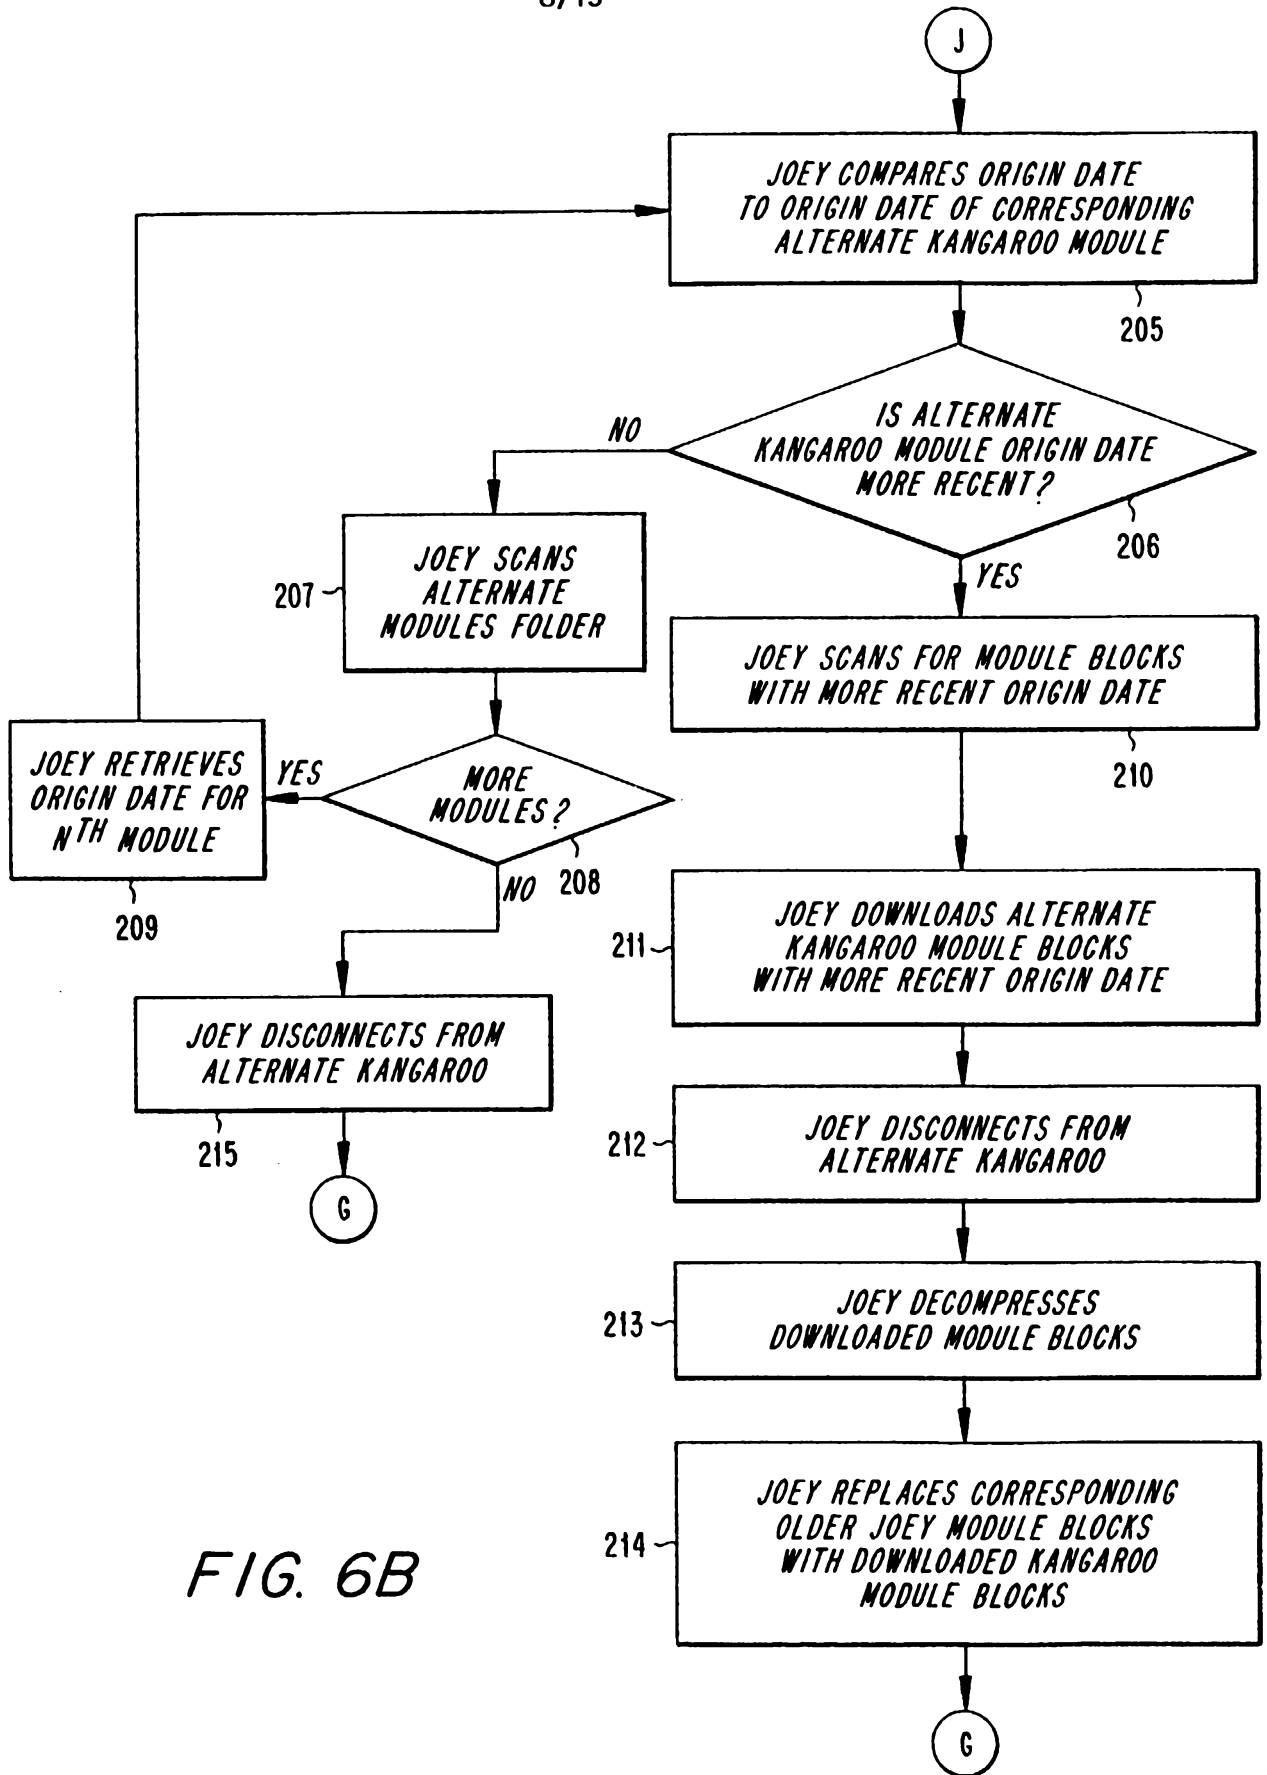 J
JOEY COMPARES ORIGIN DATE
TO ORIGIN DATE OF CORRESPONDING
ALTERNATE KANGAROO MODULE
205
IS ALTERNATE
KANGAROO MODULE ORIGIN DATE
MORE RECENT?
206
NO
YES
207
JOEY SCANS
ALTERNATE
MODULES FOLDER
JOEY SCANS FOR MODULE BLOCKS
WITH MORE RECENT ORIGIN DATE
210
MORE
MODULES?
208
YES
NO
JOEY RETRIEVES
ORIGIN DATE FOR
NTH MODULE
209
211
JOEY DOWNLOADS ALTERNATE
KANGAROO MODULE BLOCKS
WITH MORE RECENT ORIGIN DATE
JOEY DISCONNECTS FROM
ALTERNATE KANGAROO
215
G
212
JOEY DISCONNECTS FROM
ALTERNATE KANGAROO
213
JOEY DECOMPRESSES
DOWNLOADED MODULE BLOCKS
214
JOEY REPLACES CORRESPONDING
OLDER JOEY MODULE BLOCKS
WITH DOWNLOADED KANGAROO
MODULE BLOCKS
G
FIG. 6B